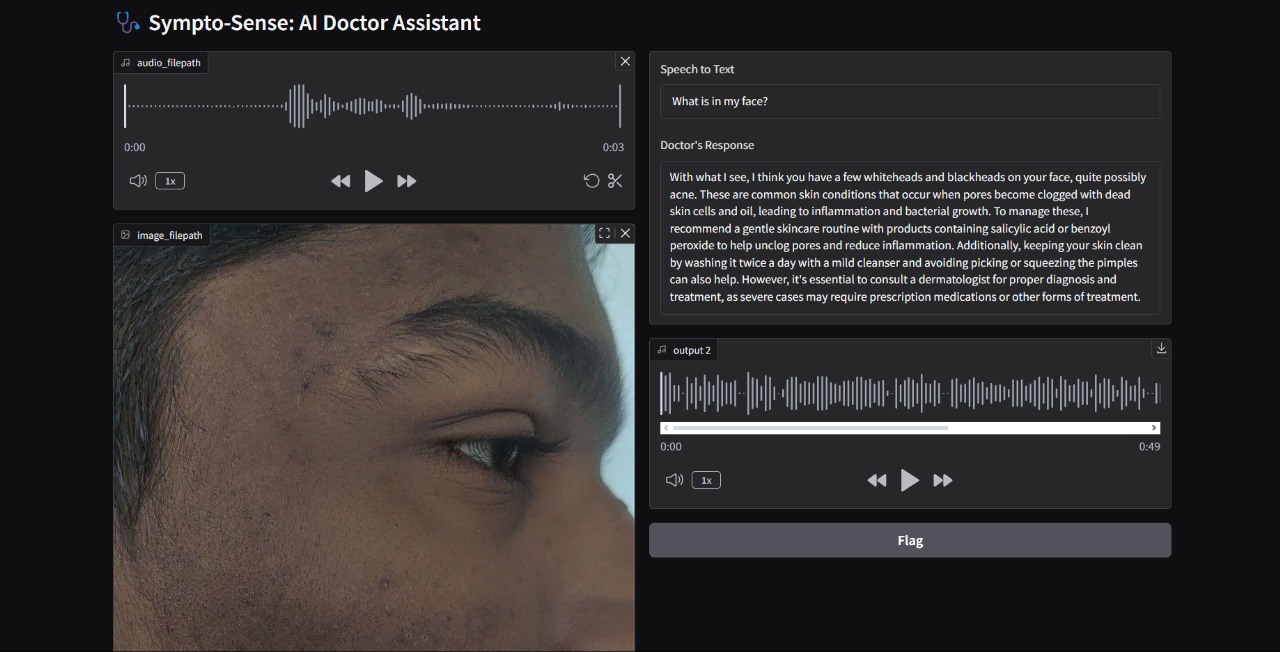 Sympto-Sense: AI Doctor Assistant
audio_filepath
0:00
0:03
1x
image_filepath
Speech to Text
What is in my face?
Doctor's Response
With what I see, I think you have a few whiteheads and blackheads on your face, quite possibly
acne. These are common skin conditions that occur when pores become clogged with dead
skin cells and oil, leading to inflammation and bacterial growth. To manage these, I
recommend a gentle skincare routine with products containing salicylic acid or benzoyl
peroxide to help unclog pores and reduce inflammation. Additionally, keeping your skin clean
by washing it twice a day with a mild cleanser and avoiding picking or squeezing the pimples
can also help. However, it's essential to consult a dermatologist for proper diagnosis and
treatment, as severe cases may require prescription medications or other forms of treatment.
output 2
0:00
0:49
1x
Flag